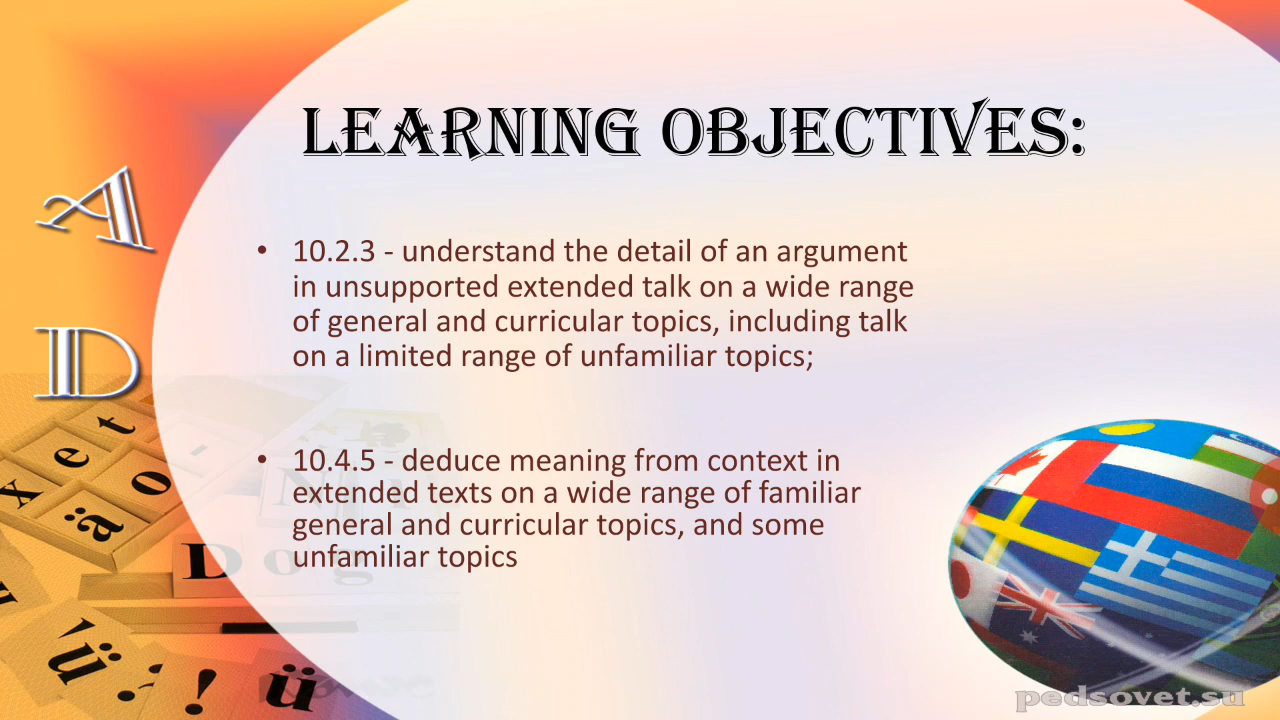 LEARNING OBJECTIVES:
A
D
• 10.2.3 - understand the detail of an argument
in unsupported extended talk on a wide range
of general and curricular topics, including talk
on a limited range of unfamiliar topics;
• 10.4.5 - deduce meaning from context in
extended texts on a wide range of familiar
general and curricular topics, and some
unfamiliar topics
t
e
x
o
ä
Dog
ü
!
ü
pedsovet.su